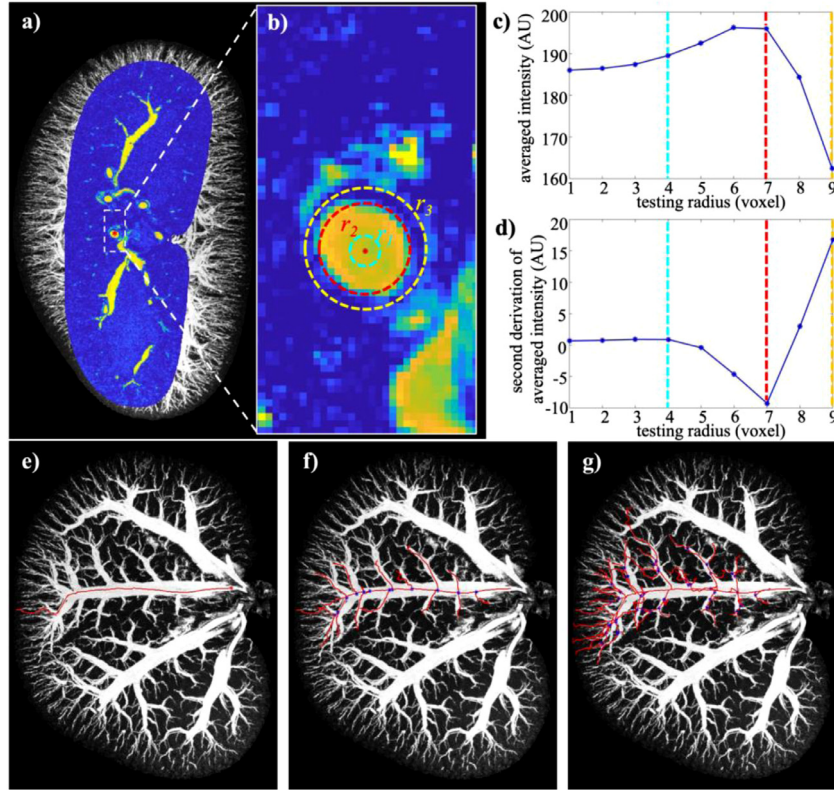 a)
b)
r1
r2
r3
c)
averaged intensity (AU)
200
190
180
170
160
1 2 3 4 5 6 7 8 9
testing radius (voxel)
d)
second derivation of
averaged intensity (AU)
20
15
10
5
0
-5
-10
1 2 3 4 5 6 7 8 9
testing radius (voxel)
e)
f)
g)